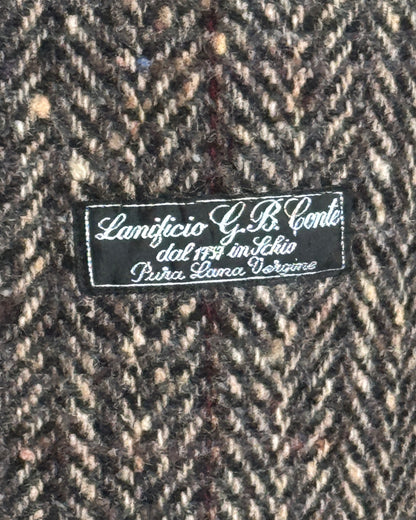 Lanificio G.B. Conte
dal 1757 in Schio
Pura Lana Vergine